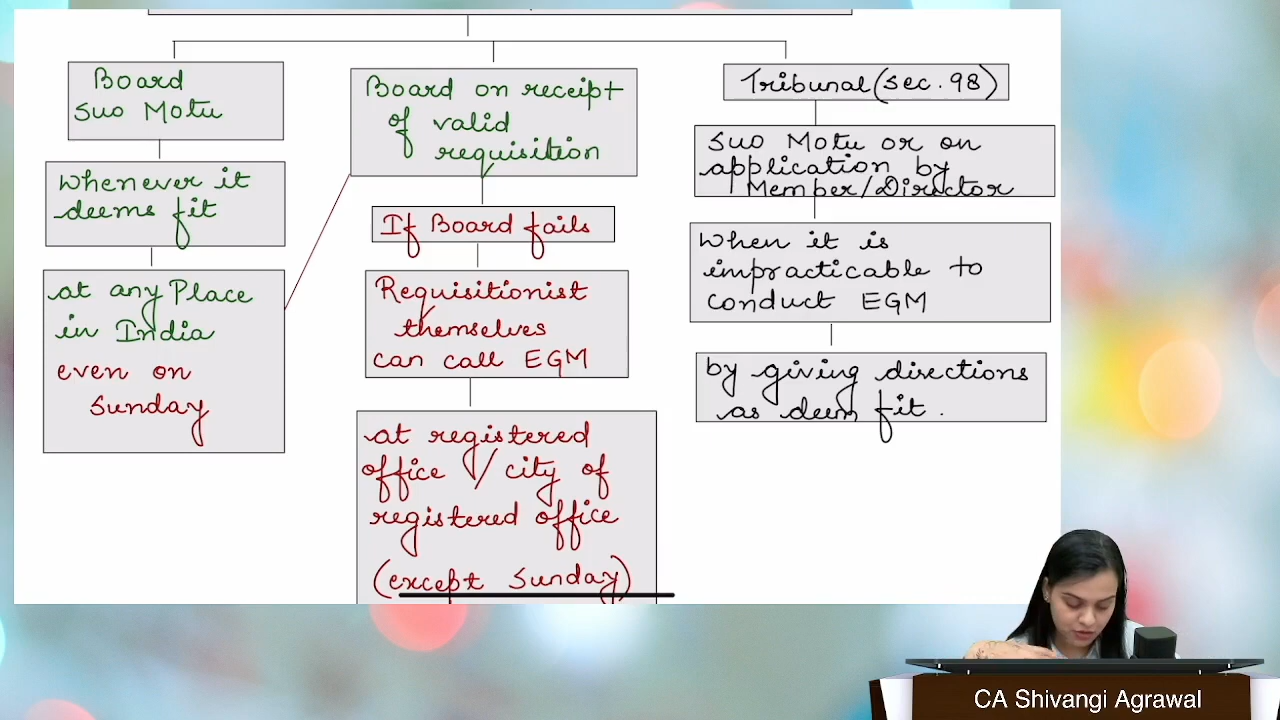 Board
Suo Motu
Whenever it
deems fit
at any Place
in India
even on
Sunday
Board on receipt
of valid
requisition
If Board fails
Requisitionist
themselves
can call EGM
at registered
office / city of
registered office
(except Sunday)
Tribunal (sec. 98)
Suo Motu or on
application by
Member/Director
When it is
impracticable to
conduct EGM
by giving directions
as deem fit.
CA Shivangi Agrawal